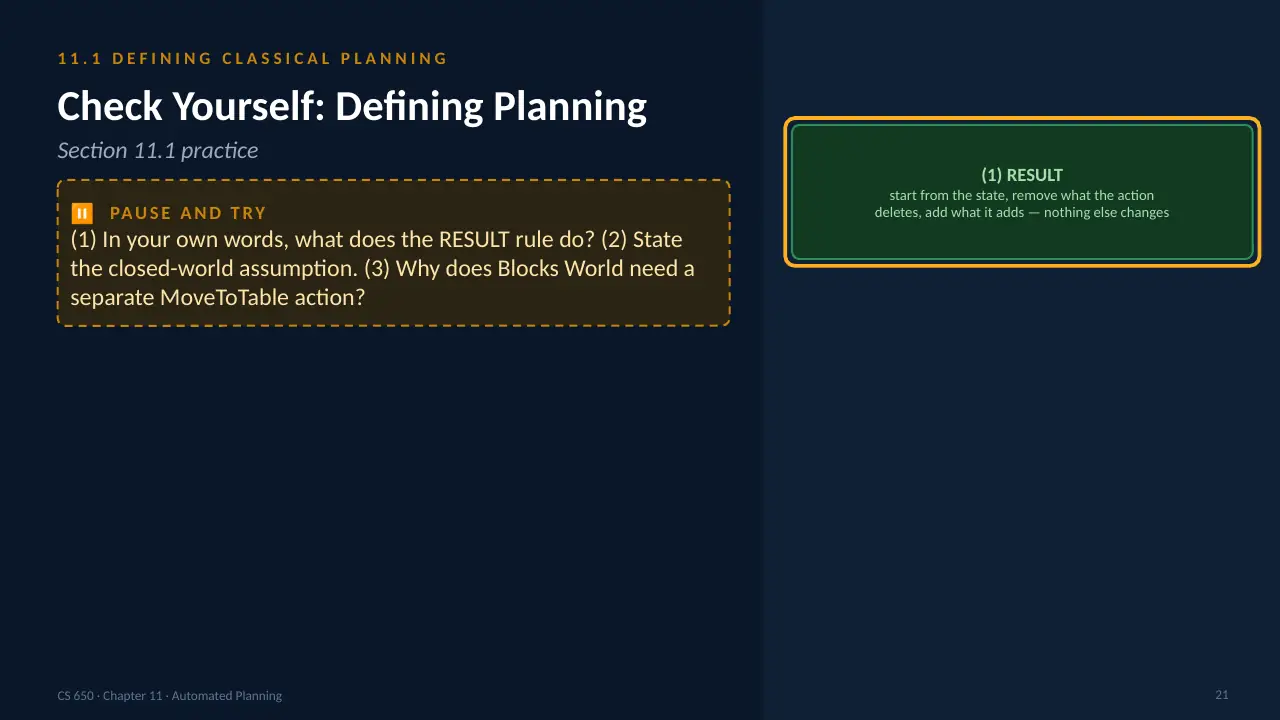 11.1 DEFINING CLASSICAL PLANNING
Check Yourself: Defining Planning
Section 11.1 practice
⏸ PAUSE AND TRY
(1) In your own words, what does the RESULT rule do? (2) State
the closed-world assumption. (3) Why does Blocks World need a
separate MoveToTable action?
(1) RESULT
start from the state, remove what the action
deletes, add what it adds — nothing else changes
CS 650 · Chapter 11 · Automated Planning
21